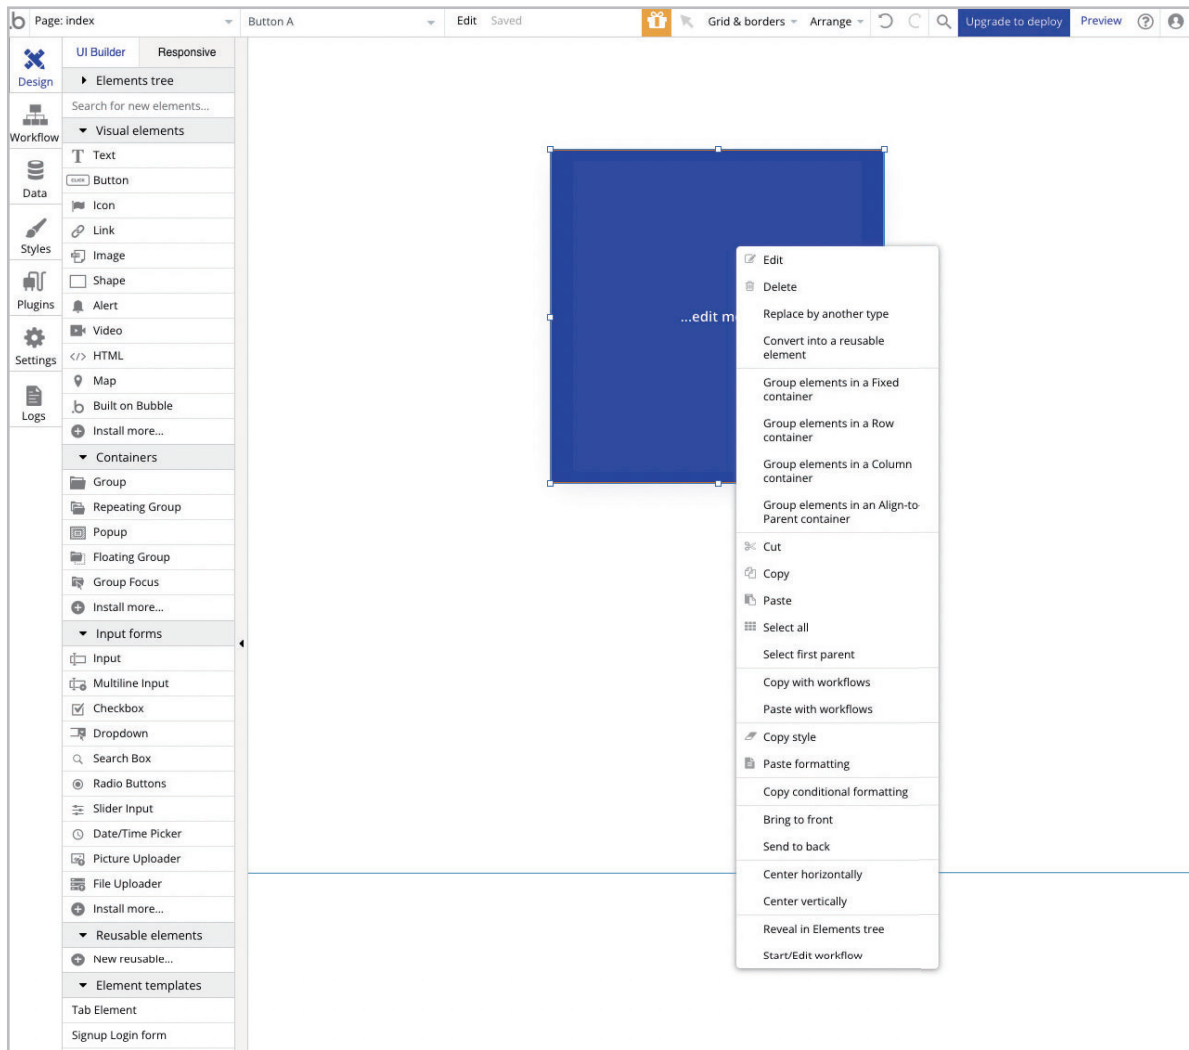 .b Page: index Button A Edit Saved Grid & borders Arrange Upgrade to deploy Preview ?
Design
Workflow
Data
Styles
Plugins
Settings
Logs
UI Builder Responsive
Elements tree
Search for new elements...
Visual elements
Text
CLICK Button
Icon
Link
Image
Shape
Alert
Video
</> HTML
Map
.b Built on Bubble
Install more...
Containers
Group
Repeating Group
Popup
Floating Group
Group Focus
Install more...
Input forms
Input
Multiline Input
Checkbox
Dropdown
Search Box
Radio Buttons
Slider Input
Date/Time Picker
Picture Uploader
File Uploader
Install more...
Reusable elements
New reusable...
Element templates
Tab Element
Signup Login form
...edit m
Edit
Delete
Replace by another type
Convert into a reusable
element
Group elements in a Fixed
container
Group elements in a Row
container
Group elements in a Column
container
Group elements in an Align-to-
Parent container
Cut
Copy
Paste
Select all
Select first parent
Copy with workflows
Paste with workflows
Copy style
Paste formatting
Copy conditional formatting
Bring to front
Send to back
Center horizontally
Center vertically
Reveal in Elements tree
Start/Edit workflow